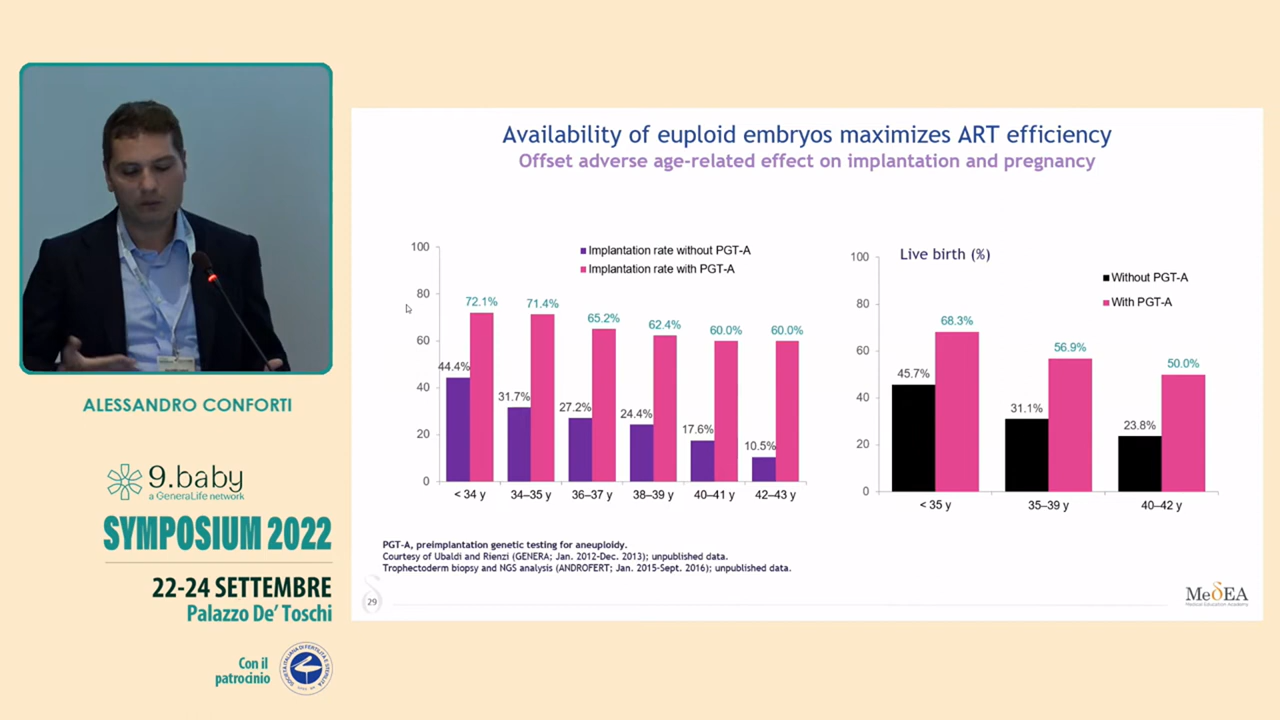 ALESSANDRO CONFORTI
9.baby
a GeneraLife network
SYMPOSIUM 2022
22-24 SETTEMBRE
Palazzo De' Toschi
Con il
patrocinio
Availability of euploid embryos maximizes ART efficiency
Offset adverse age-related effect on implantation and pregnancy
Implantation rate without PGT-A
Implantation rate with PGT-A
100
80
60
40
20
0
44.4%
72.1%
31.7%
71.4%
27.2%
65.2%
24.4%
62.4%
17.6%
60.0%
10.5%
60.0%
< 34 y
34–35 y
36–37 y
38–39 y
40–41 y
42–43 y
Live birth (%)
Without PGT-A
With PGT-A
100
80
60
40
20
0
45.7%
68.3%
31.1%
56.9%
23.8%
50.0%
< 35 y
35–39 y
40–42 y
PGT-A, preimplantation genetic testing for aneuploidy.
Courtesy of Ubaldi and Rienzi (GENERA; Jan. 2012-Dec. 2013); unpublished data.
Trophectoderm biopsy and NGS analysis (ANDROFERT; Jan. 2015-Sept. 2016); unpublished data.
29
MeδEA
Medical Education Academy